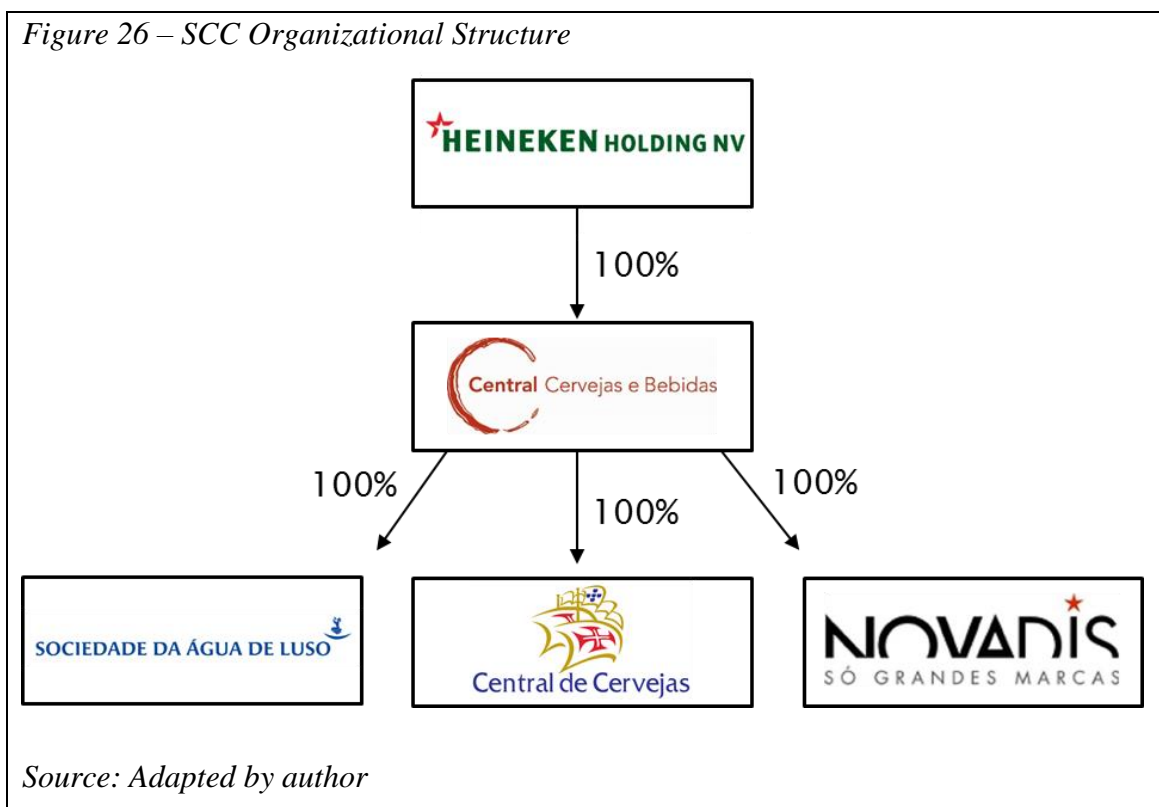 Figure 26 – SCC Organizational Structure
HEINEKEN HOLDING NV
100%
Central Cervejas e Bebidas
100%
100%
100%
SOCIEDADE DA ÁGUA DE LUSO
Central de Cervejas
NOVADIS
SÓ GRANDES MARCAS
Source: Adapted by author